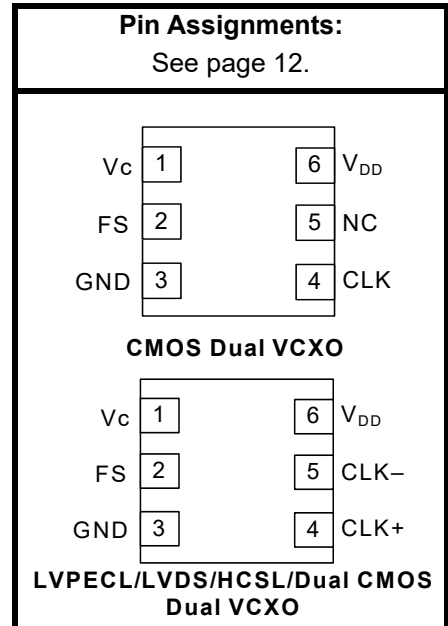 Pin Assignments:
See page 12.
Vc 1 6 VDD
FS 2 5 NC
GND 3 4 CLK
CMOS Dual VCXO
Vc 1 6 VDD
FS 2 5 CLK–
GND 3 4 CLK+
LVPECL/LVDS/HCSL/Dual CMOS
Dual VCXO